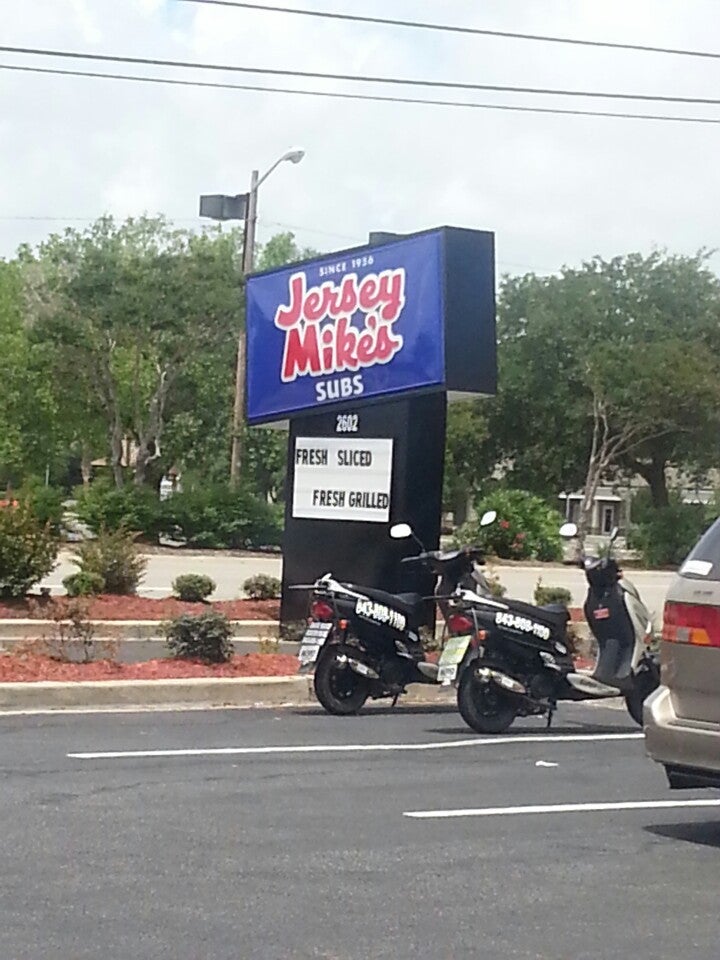 SINCE 1956
Jersey
Mike's
SUBS
2602
FRESH SLICED
FRESH GRILLED